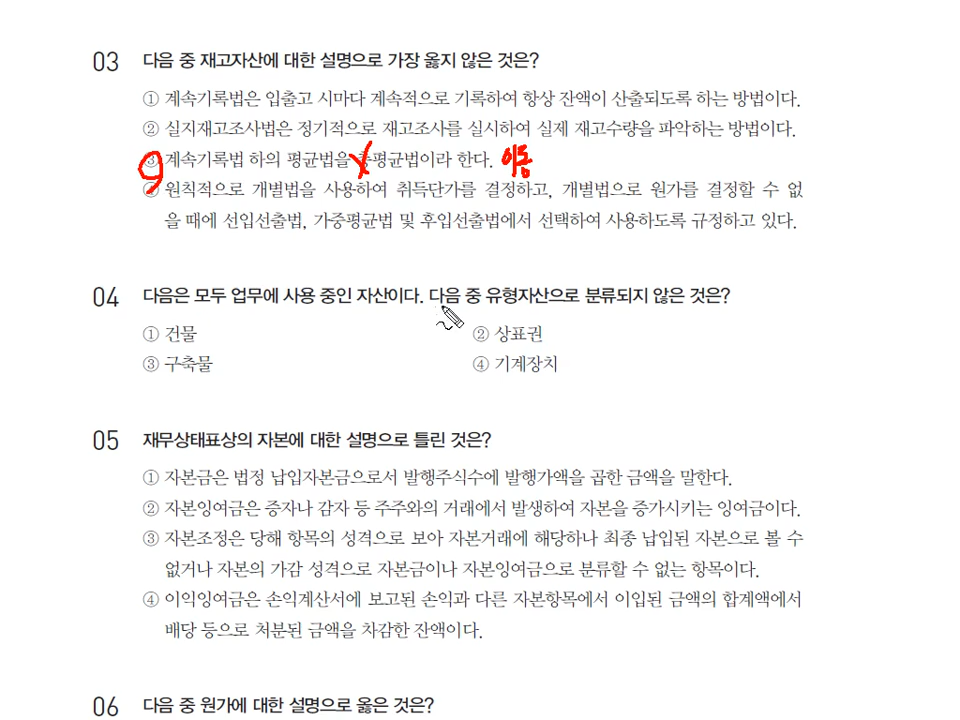 03 다음 중 재고자산에 대한 설명으로 가장 옳지 않은 것은?
① 계속기록법은 입출고 시마다 계속적으로 기록하여 항상 잔액이 산출되도록 하는 방법이다.
② 실지재고조사법은 정기적으로 재고조사를 실시하여 실제 재고수량을 파악하는 방법이다.
③ 계속기록법 하의 평균법을 총평균법이라 한다. 이동
④ 원칙적으로 개별법을 사용하여 취득단가를 결정하고, 개별법으로 원가를 결정할 수 없
을 때에 선입선출법, 가중평균법 및 후입선출법에서 선택하여 사용하도록 규정하고 있다.
04 다음은 모두 업무에 사용 중인 자산이다. 다음 중 유형자산으로 분류되지 않은 것은?
① 건물 ② 상표권
③ 구축물 ④ 기계장치
05 재무상태표상의 자본에 대한 설명으로 틀린 것은?
① 자본금은 법정 납입자본금으로서 발행주식수에 발행가액을 곱한 금액을 말한다.
② 자본잉여금은 증자나 감자 등 주주와의 거래에서 발생하여 자본을 증가시키는 잉여금이다.
③ 자본조정은 당해 항목의 성격으로 보아 자본거래에 해당하나 최종 납입된 자본으로 볼 수
없거나 자본의 가감 성격으로 자본금이나 자본잉여금으로 분류할 수 없는 항목이다.
④ 이익잉여금은 손익계산서에 보고된 손익과 다른 자본항목에서 이입된 금액의 합계액에서
배당 등으로 처분된 금액을 차감한 잔액이다.
06 다음 중 원가에 대한 설명으로 옳은 것은?